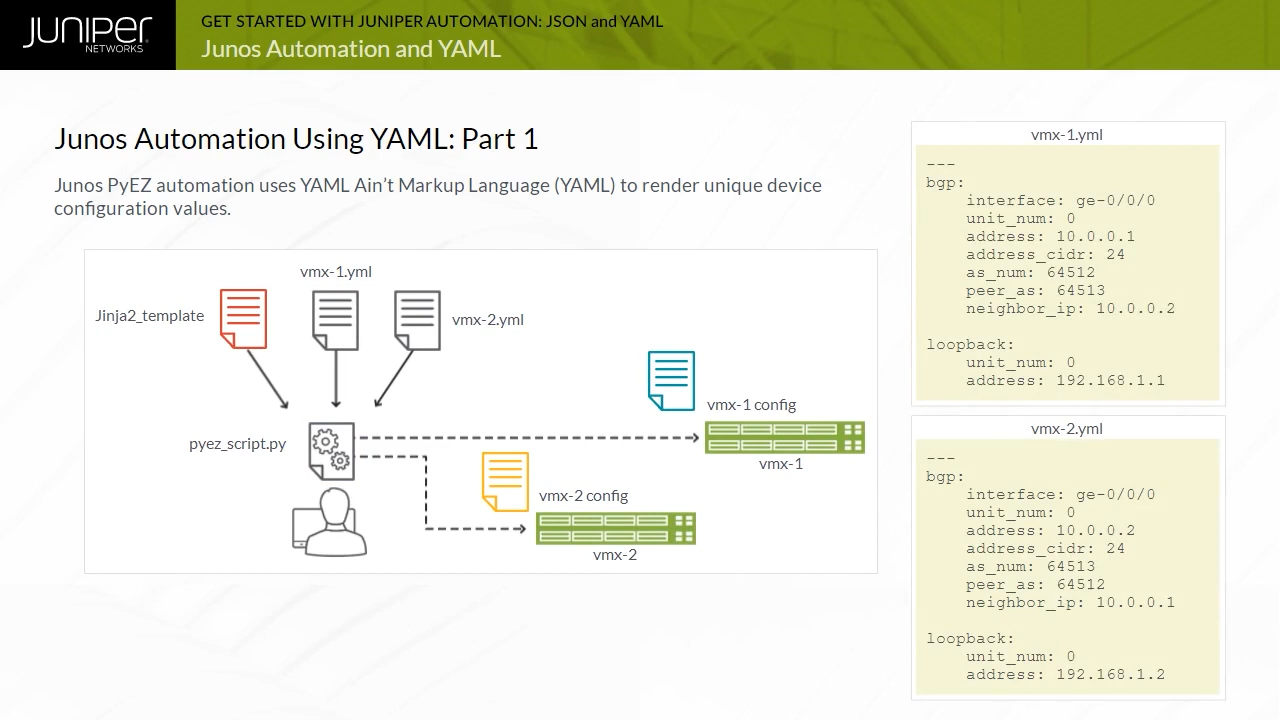 JUNIPER
NETWORKS
GET STARTED WITH JUNIPER AUTOMATION: JSON and YAML
Junos Automation and YAML
Junos Automation Using YAML: Part 1
Junos PyEZ automation uses YAML Ain't Markup Language (YAML) to render unique device
configuration values.
vmx-1.yml
Jinja2_template
vmx-2.yml
vmx-1 config
pyez_script.py
vmx-1
vmx-2 config
vmx-2
vmx-1.yml
---
bgp:
    interface: ge-0/0/0
    unit_num: 0
    address: 10.0.0.1
    address_cidr: 24
    as_num: 64512
    peer_as: 64513
    neighbor_ip: 10.0.0.2
loopback:
    unit_num: 0
    address: 192.168.1.1
vmx-2.yml
---
bgp:
    interface: ge-0/0/0
    unit_num: 0
    address: 10.0.0.2
    address_cidr: 24
    as_num: 64513
    peer_as: 64512
    neighbor_ip: 10.0.0.1
loopback:
    unit_num: 0
    address: 192.168.1.2